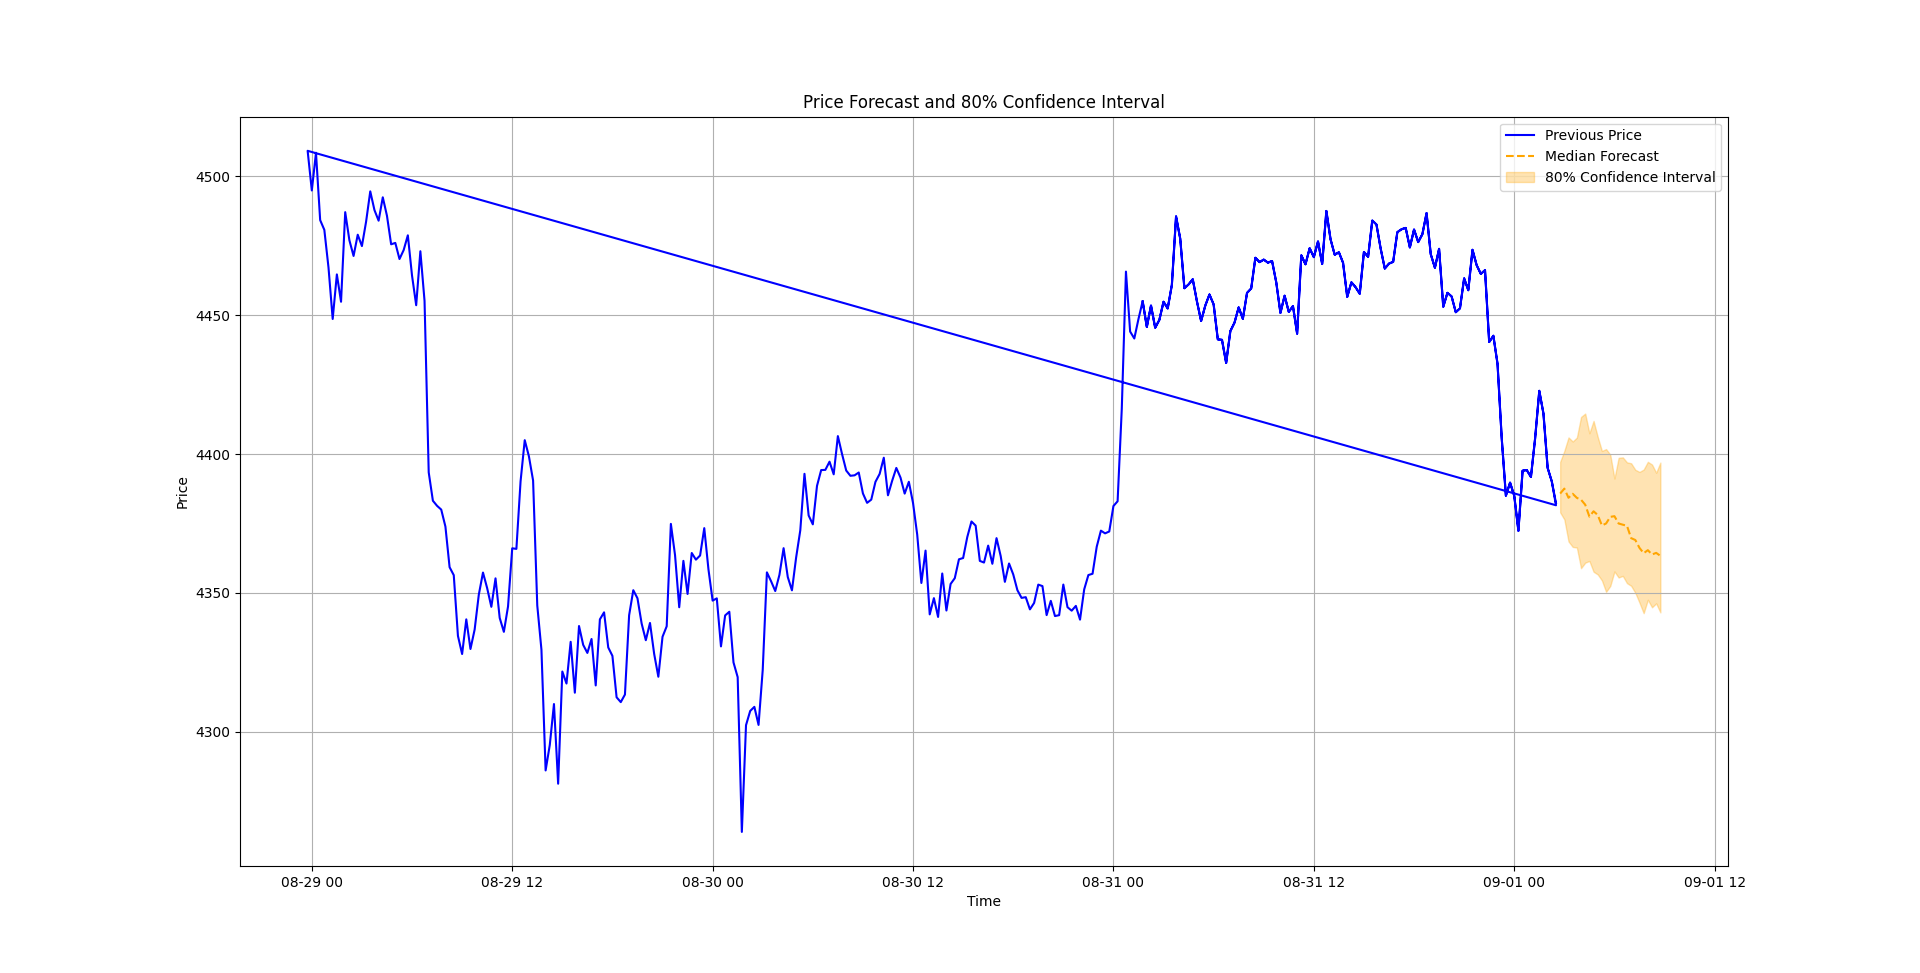 Price Forecast and 80% Confidence Interval
Previous Price
Median Forecast
80% Confidence Interval
4500
4450
4400
4350
4300
Price
08-29 00
08-29 12
08-30 00
08-30 12
08-31 00
08-31 12
09-01 00
09-01 12
Time